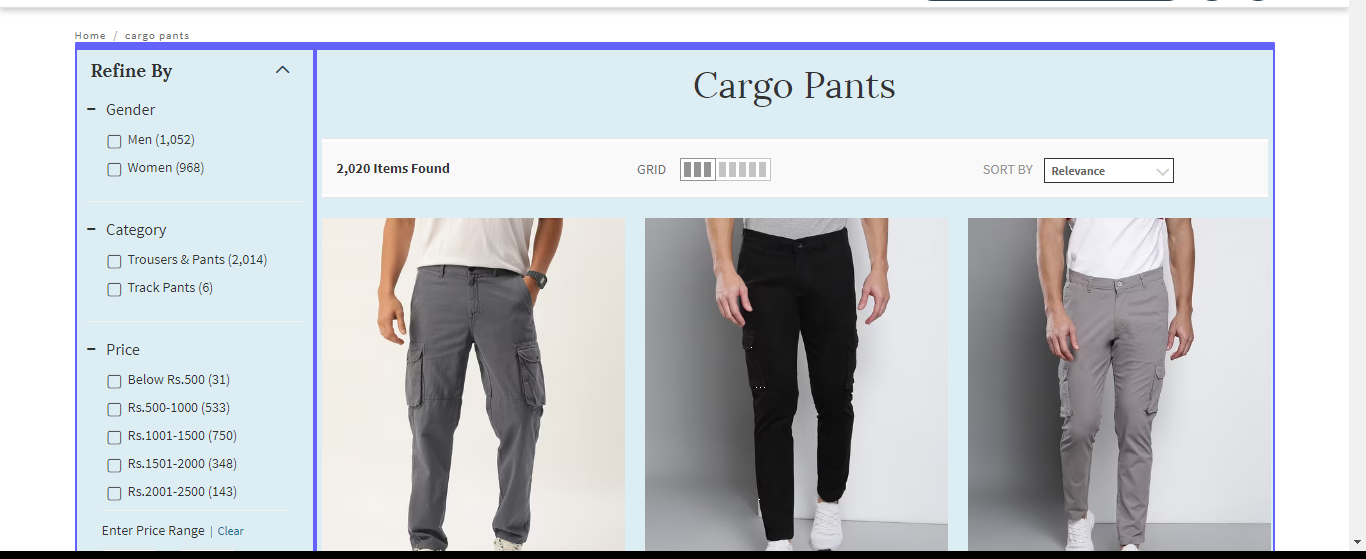 Home / cargo pants
Refine By
Gender
Men (1,052)
Women (968)
Category
Trousers & Pants (2,014)
Track Pants (6)
Price
Below Rs.500 (31)
Rs.500-1000 (533)
Rs.1001-1500 (750)
Rs.1501-2000 (348)
Rs.2001-2500 (143)
Enter Price Range | Clear
Cargo Pants
2,020 Items Found
GRID
SORT BY
Relevance